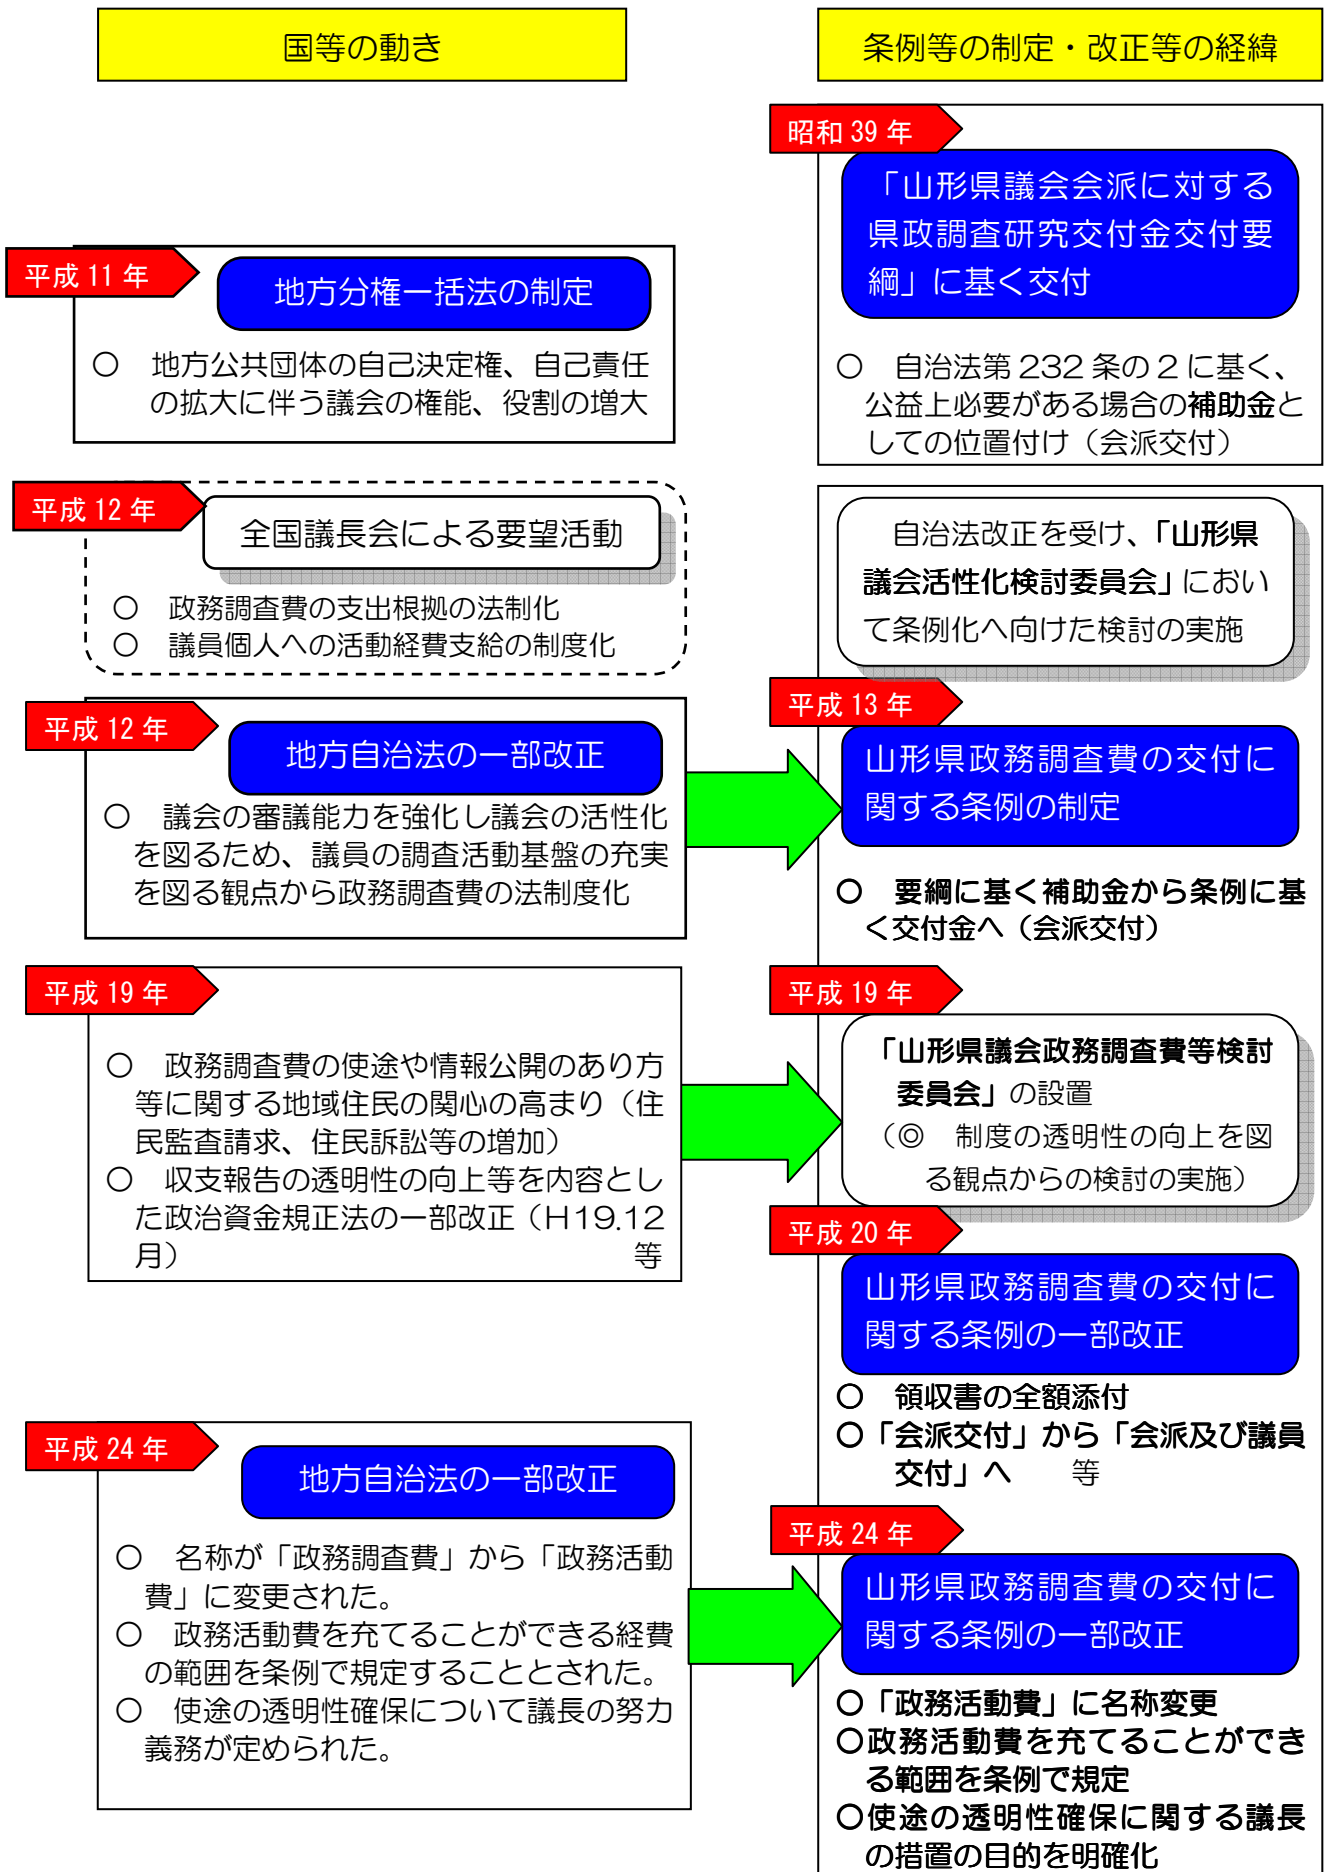 国等の動き
条例等の制定・改正等の経緯
平成 11 年
地方分権一括法の制定
○ 地方公共団体の自己決定権、自己責任
の拡大に伴う議会の権能、役割の増大
平成 12 年
全国議長会による要望活動
○ 政務調査費の支出根拠の法制化
○ 議員個人への活動経費支給の制度化
平成 12 年
地方自治法の一部改正
○ 議会の審議能力を強化し議会の活性化
を図るため、議員の調査活動基盤の充実
を図る観点から政務調査費の法制度化
平成 19 年
○ 政務調査費の使途や情報公開のあり方
等に関する地域住民の関心の高まり（住
民監査請求、住民訴訟等の増加）
○ 収支報告の透明性の向上等を内容とし
た政治資金規正法の一部改正（H19.12
月） 等
平成 24 年
地方自治法の一部改正
○ 名称が「政務調査費」から「政務活動
費」に変更された。
○ 政務活動費を充てることができる経費
の範囲を条例で規定することとされた。
○ 使途の透明性確保について議長の努力
義務が定められた。
昭和 39 年
「山形県議会会派に対する
県政調査研究交付金交付要
綱」に基く交付
○ 自治法第 232 条の 2 に基く、
公益上必要がある場合の補助金と
しての位置付け（会派交付）
自治法改正を受け、「山形県
議会活性化検討委員会」におい
て条例化へ向けた検討の実施
平成 13 年
山形県政務調査費の交付に
関する条例の制定
○ 要綱に基く補助金から条例に基
く交付金へ（会派交付）
平成 19 年
「山形県議会政務調査費等検討
委員会」の設置
（◎ 制度の透明性の向上を図
る観点からの検討の実施）
平成 20 年
山形県政務調査費の交付に
関する条例の一部改正
○ 領収書の全額添付
○「会派交付」から「会派及び議員
交付」へ 等
平成 24 年
山形県政務調査費の交付に
関する条例の一部改正
○「政務活動費」に名称変更
○政務活動費を充てることができ
る範囲を条例で規定
○使途の透明性確保に関する議長
の措置の目的を明確化